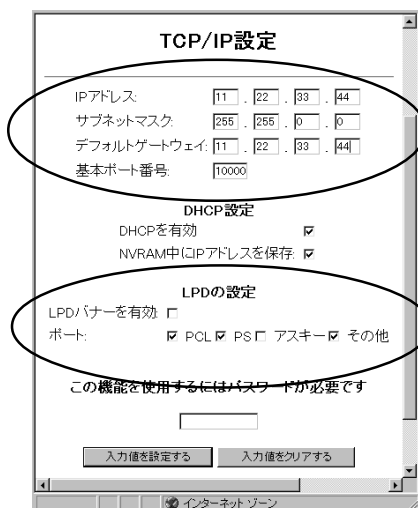 TCP/IP設定
IPアドレス: 11 . 22 . 33 . 44
サブネットマスク: 255 . 255 . 0 . 0
デフォルトゲートウェイ: 11 . 22 . 33 . 44
基本ポート番号: 10000
DHCP設定
DHCPを有効
NVRAM中にIPアドレスを保存:
LPDの設定
LPDバナーを有効:
ポート: PCL PS アスキー その他
この機能を使用するにはパスワードが必要です
入力値を設定する 入力値をクリアする
インターネット ゾーン